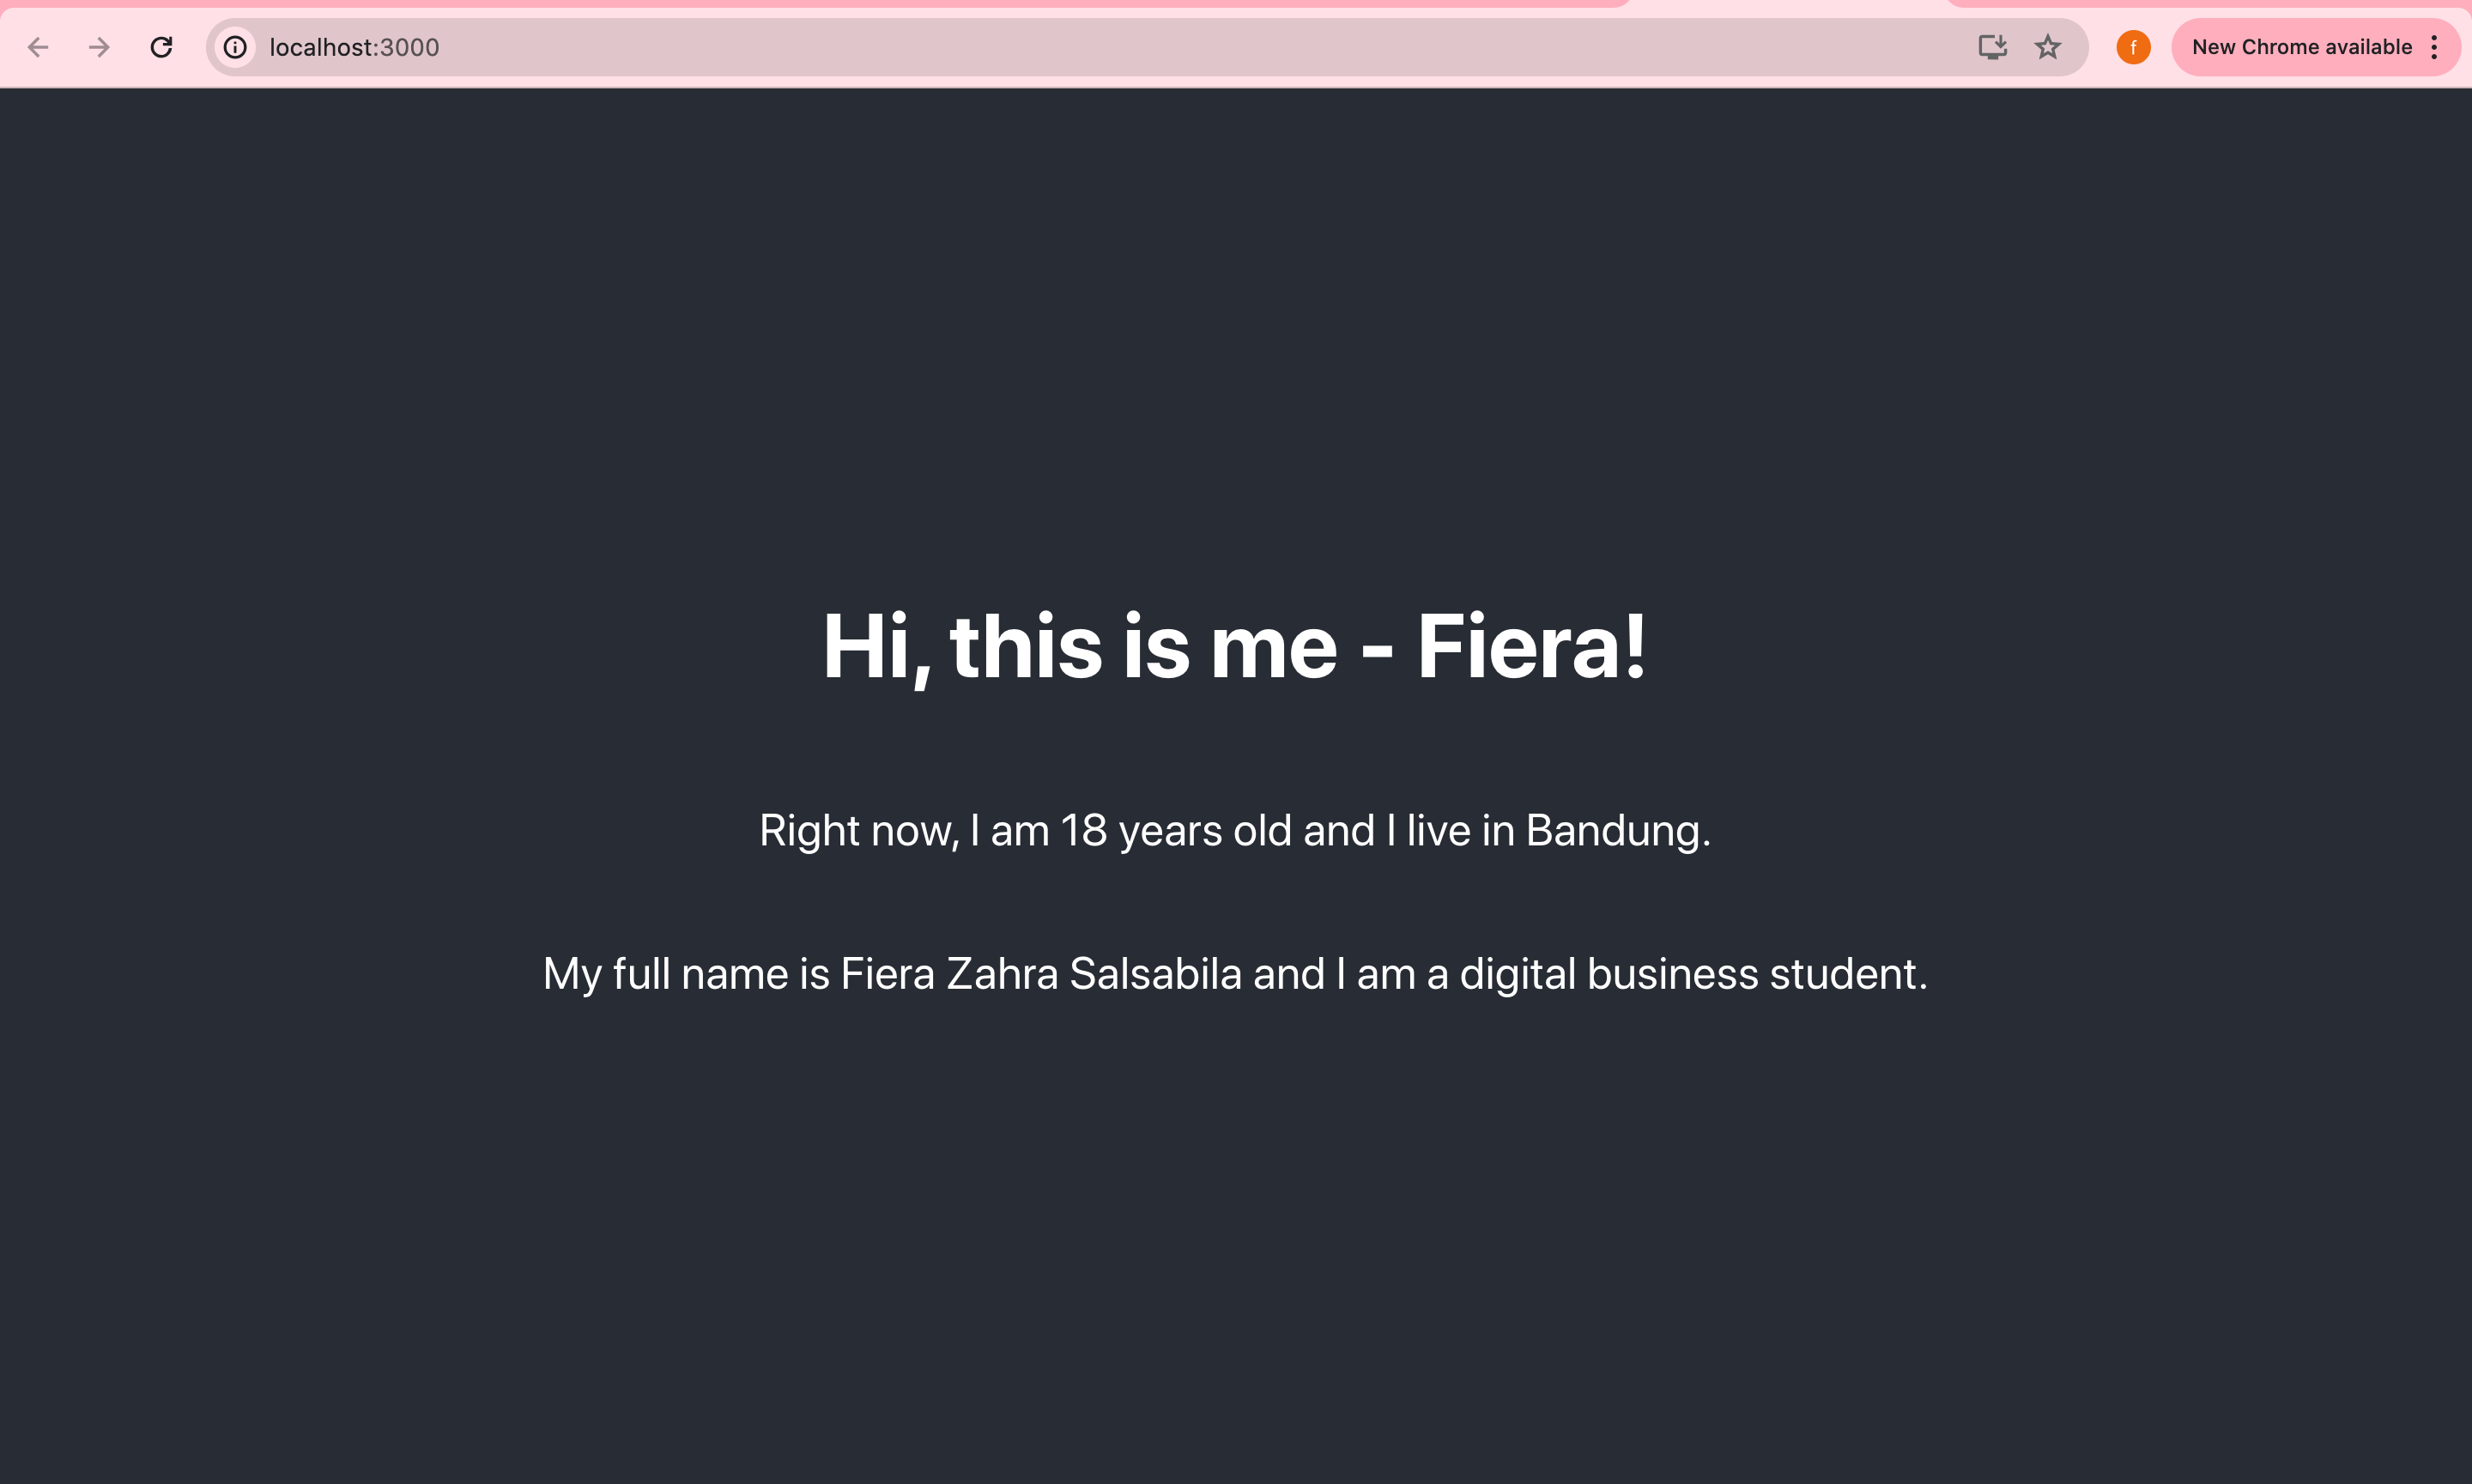 localhost:3000
f
New Chrome available
Hi, this is me - Fiera!
Right now, I am 18 years old and I live in Bandung.
My full name is Fiera Zahra Salsabila and I am a digital business student.